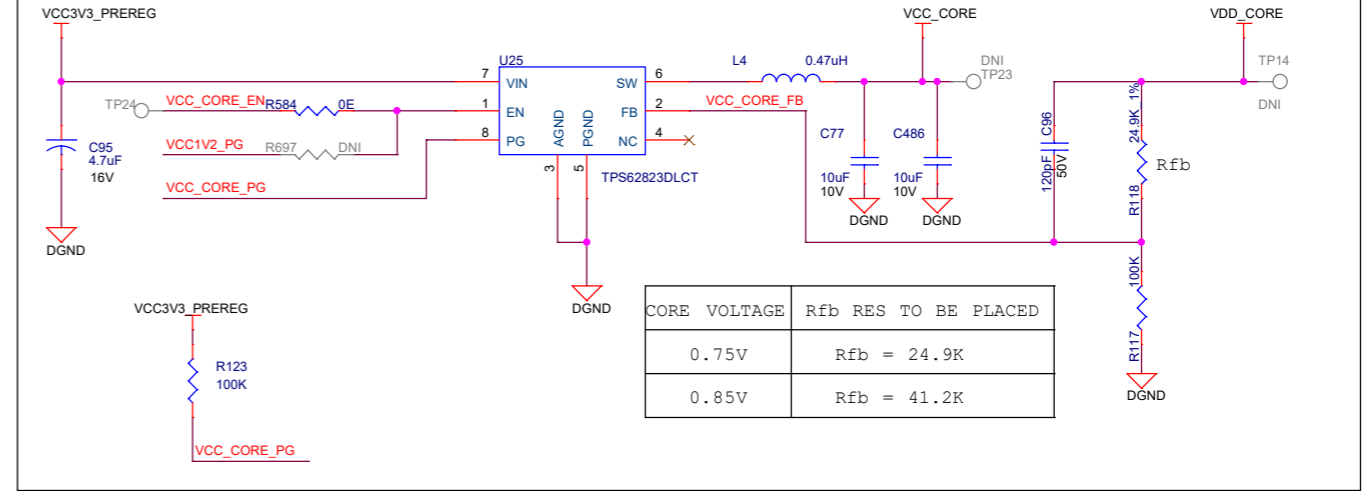 VCC3V3_PREREG
VCC_CORE
VDD_CORE
U25
L4
0.47uH
DNI
TP23
TP14
DNI
7
VIN
SW
6
TP24
VCC_CORE_EN
R584
0E
1
EN
FB
2
VCC_CORE_FB
VCC1V2_PG
R697
DNI
8
PG
AGND
PGND
NC
4
3
5
TPS62823DLCT
VCC_CORE_PG
C95
4.7uF
16V
DGND
C77
10uF
10V
DGND
C486
10uF
10V
DGND
C96
120pF
50V
24.9K 1%
R118
Rfb
100K
R117
DGND
DGND
VCC3V3_PREREG
R123
100K
VCC_CORE_PG
CORE VOLTAGE
Rfb RES TO BE PLACED
0.75V
Rfb = 24.9K
0.85V
Rfb = 41.2K